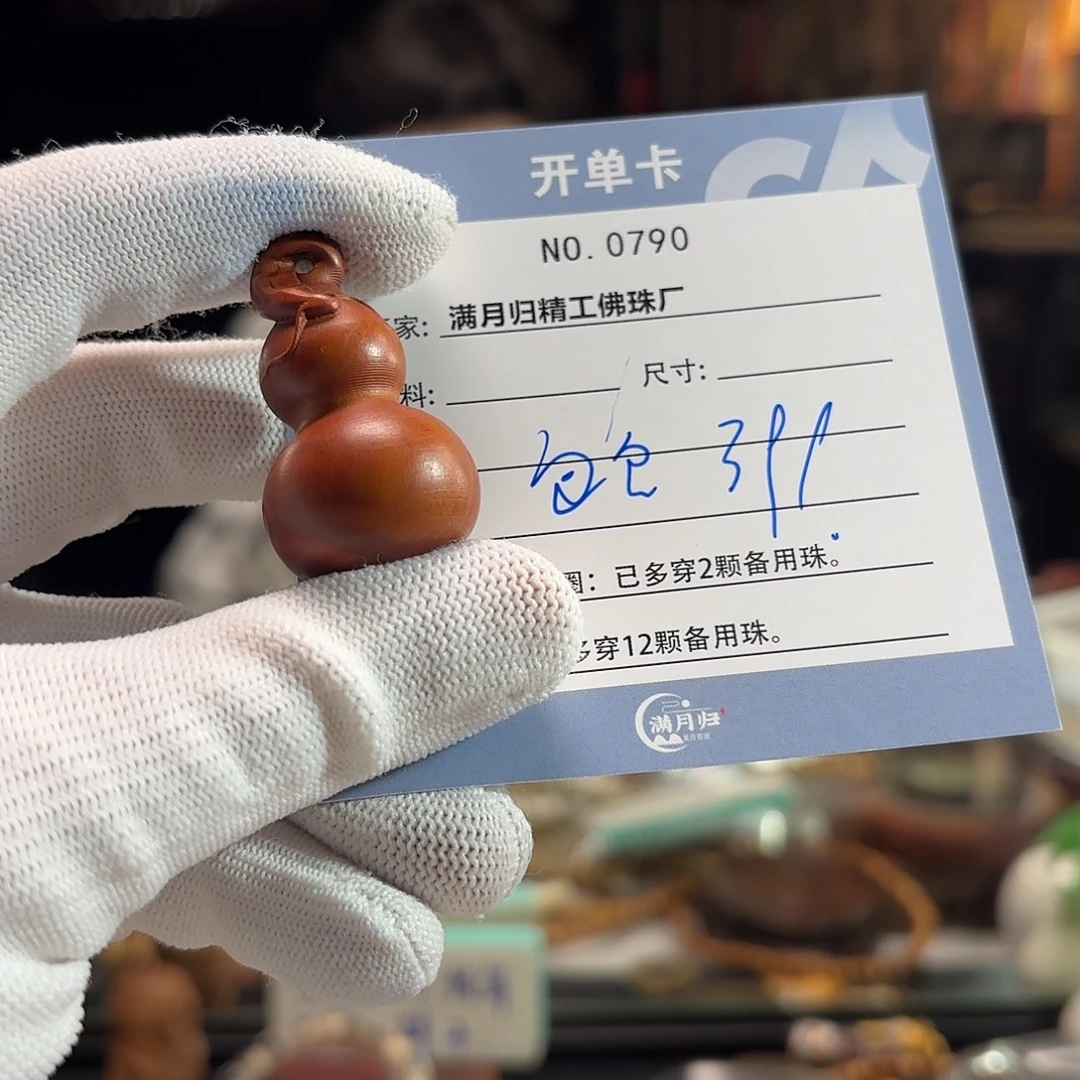 开单卡
NO.0790
家: 满月归精工佛珠厂
料: 尺寸:
包包 311
圈: 已多穿2颗备用珠。
多穿12颗备用珠。
满月归